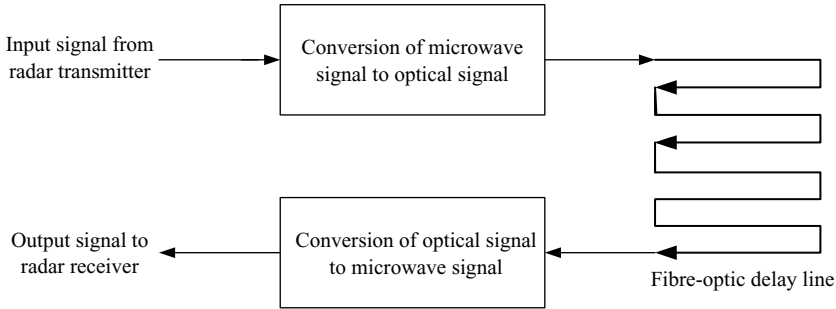 Input signal from
radar transmitter
Conversion of microwave
signal to optical signal
Output signal to
radar receiver
Conversion of optical signal
to microwave signal
Fibre-optic delay line